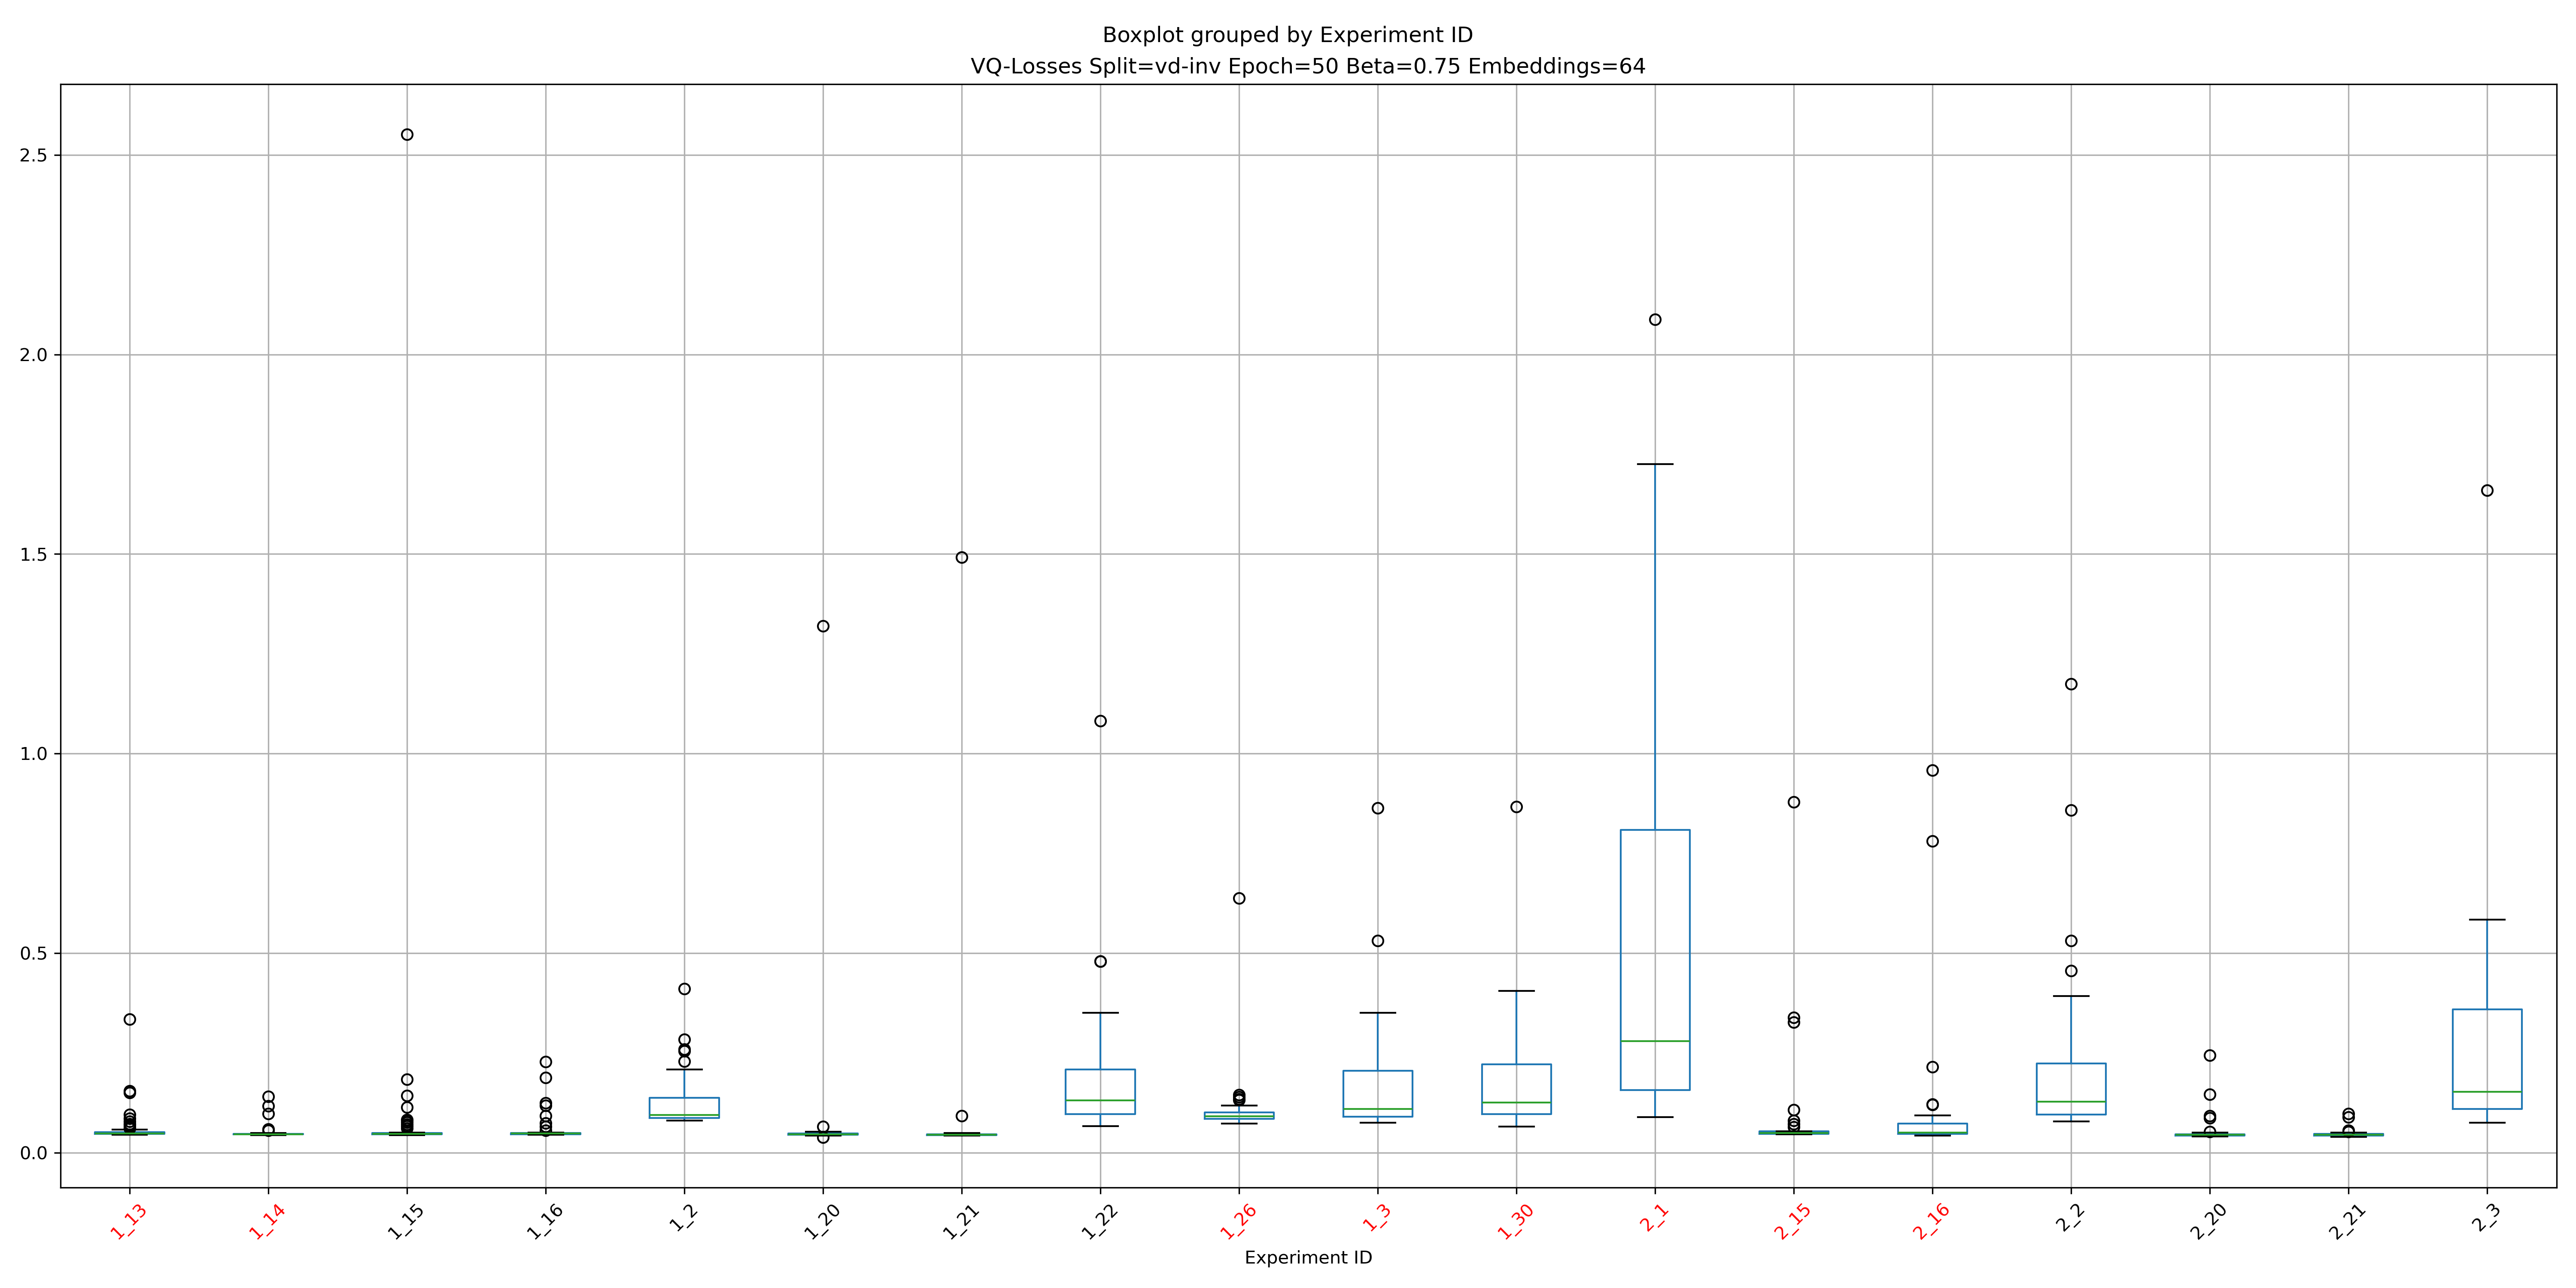 Boxplot grouped by Experiment ID
VQ-Losses Split=vd-inv Epoch=50 Beta=0.75 Embeddings=64
2.5
2.0
1.5
1.0
0.5
0.0
1_13 1_14 1_15 1_16 1_2 1_20 1_21 1_22 1_26 1_3 1_30 2_1 2_15 2_16 2_2 2_20 2_21 2_3
Experiment ID